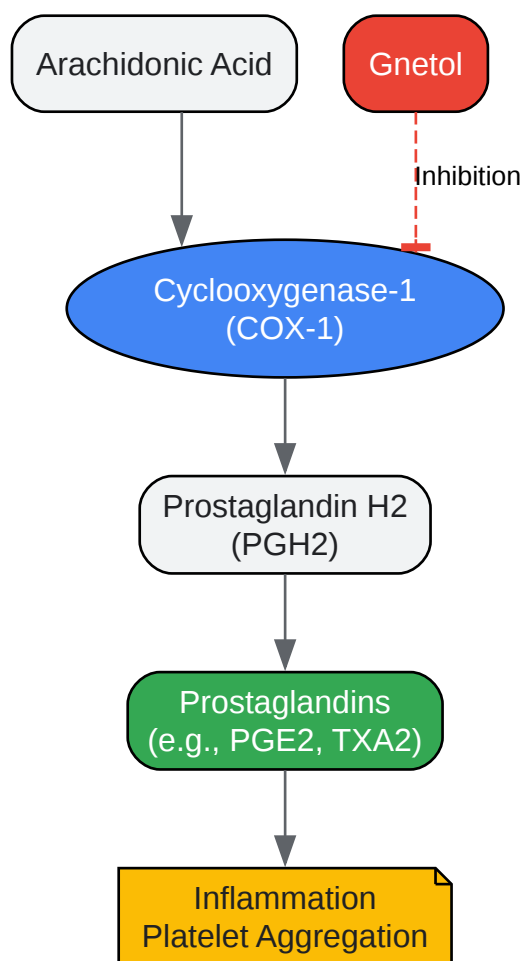 Arachidonic Acid
Gnetol
Inhibition
Cyclooxygenase-1
(COX-1)
Prostaglandin H2
(PGH2)
Prostaglandins
(e.g., PGE2, TXA2)
Inflammation
Platelet Aggregation